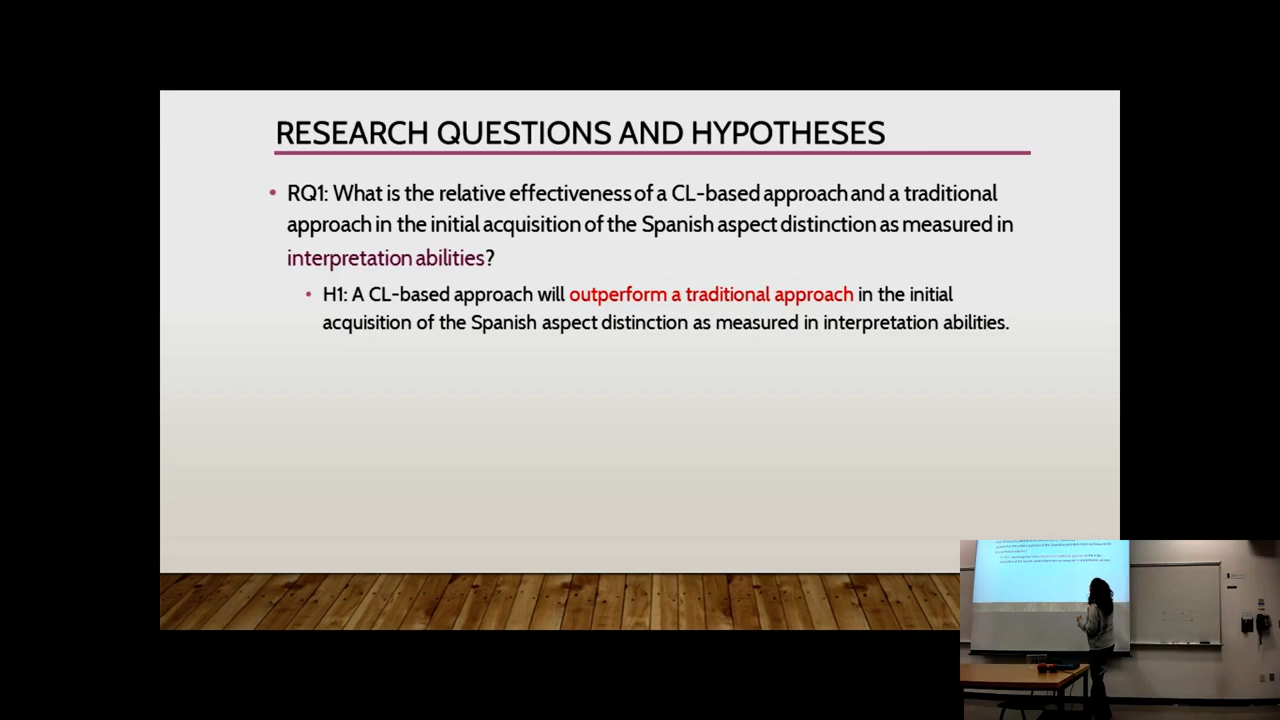 RESEARCH QUESTIONS AND HYPOTHESES
• RQ1: What is the relative effectiveness of a CL-based approach and a traditional
approach in the initial acquisition of the Spanish aspect distinction as measured in
interpretation abilities?
• H1: A CL-based approach will outperform a traditional approach in the initial
acquisition of the Spanish aspect distinction as measured in interpretation abilities.